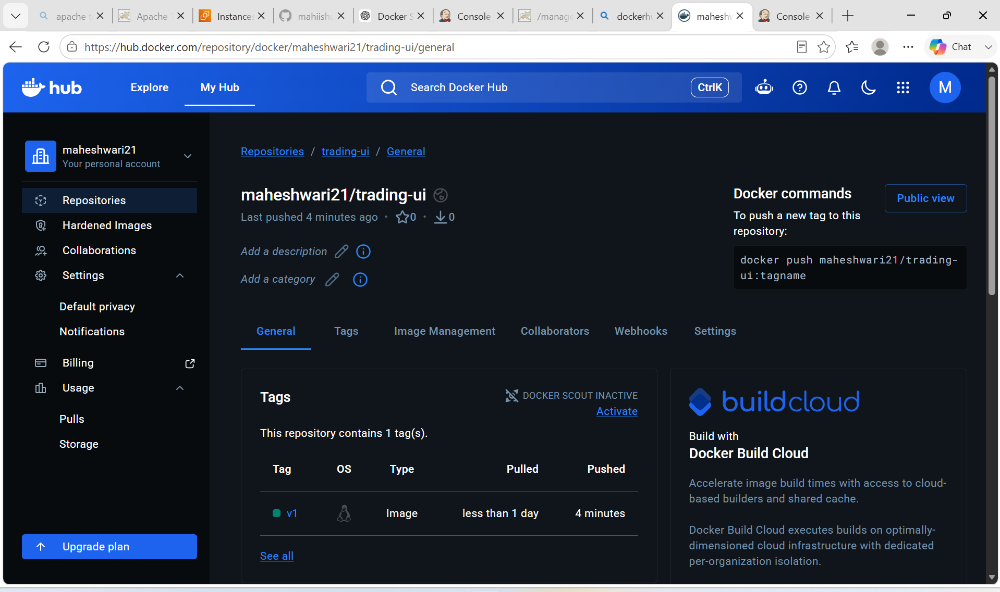 apache t
Apache T
Instances
mahiishu
Docker S
Console
/manage
dockerhu
maheshw
Console
https://hub.docker.com/repository/docker/maheshwari21/trading-ui/general
Chat
hub
Explore
My Hub
Search Docker Hub
CtrlK
M
maheshwari21
Your personal account
Repositories
Hardened Images
Collaborations
Settings
Default privacy
Notifications
Billing
Usage
Pulls
Storage
Upgrade plan
Repositories / trading-ui / General
maheshwari21/trading-ui
Last pushed 4 minutes ago · 0 · 0
Add a description
Add a category
Docker commands
Public view
To push a new tag to this
repository:
docker push maheshwari21/trading-
ui:tagname
General
Tags
Image Management
Collaborators
Webhooks
Settings
Tags
DOCKER SCOUT INACTIVE
Activate
This repository contains 1 tag(s).
Tag OS Type Pulled Pushed
v1 Image less than 1 day 4 minutes
See all
buildcloud
Build with
Docker Build Cloud
Accelerate image build times with access to cloud-
based builders and shared cache.
Docker Build Cloud executes builds on optimally-
dimensioned cloud infrastructure with dedicated
per-organization isolation.